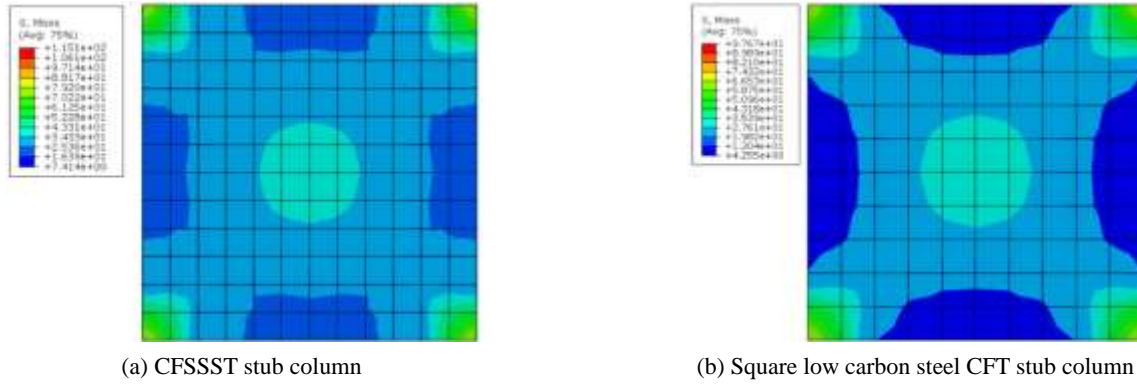 S, Mises
(Avg: 75%)
+1.151e+02
+1.061e+02
+9.714e+01
+8.817e+01
+7.920e+01
+7.022e+01
+6.125e+01
+5.228e+01
+4.331e+01
+3.433e+01
+2.536e+01
+1.639e+01
+7.414e+00
S, Mises
(Avg: 75%)
+9.767e+01
+8.989e+01
+8.210e+01
+7.432e+01
+6.653e+01
+5.875e+01
+5.096e+01
+4.318e+01
+3.539e+01
+2.761e+01
+1.982e+01
+1.204e+01
+4.255e+00
(a) CFSSST stub column
(b) Square low carbon steel CFT stub column